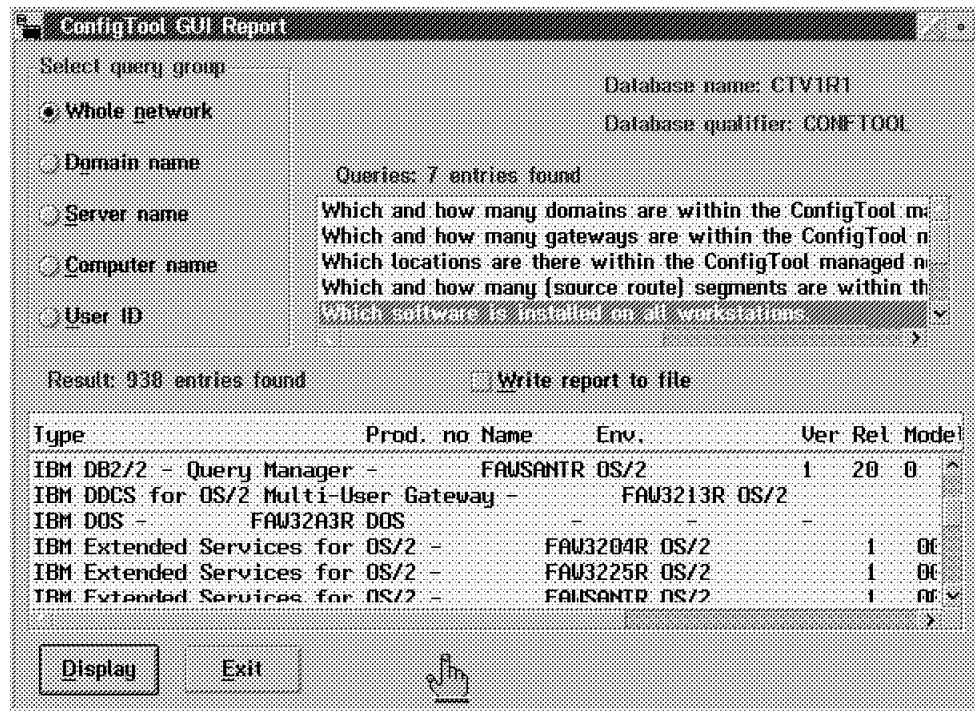 ConfigTool GUI Report
Select query group
Database name: CTV1R1
Database qualifier: CONFTOOL
Whole network
Domain name
Server name
Computer name
User ID
Queries: 7 entries found
Which and how many domains are within the ConfigTool ma
Which and how many gateways are within the ConfigTool
Which locations are there within the ConfigTool managed
Which and how many (source route) segments are within th
Which software is installed on all workstations.
Result: 938 entries found
Write report to file
Type Prod. no Name Env. Ver Rel Model
IBM DB2/2 - Query Manager - FAWSANTR OS/2 1 20 0
IBM DDCS for OS/2 Multi-User Gateway - FAW3213R OS/2
IBM DOS - FAW32A3R DOS - - -
IBM Extended Services for OS/2 - FAW3204R OS/2 1 00
IBM Extended Services for OS/2 - FAW3225R OS/2 1 00
IBM Extended Services for OS/2 - FAWSANTR OS/2 1 00
Display
Exit